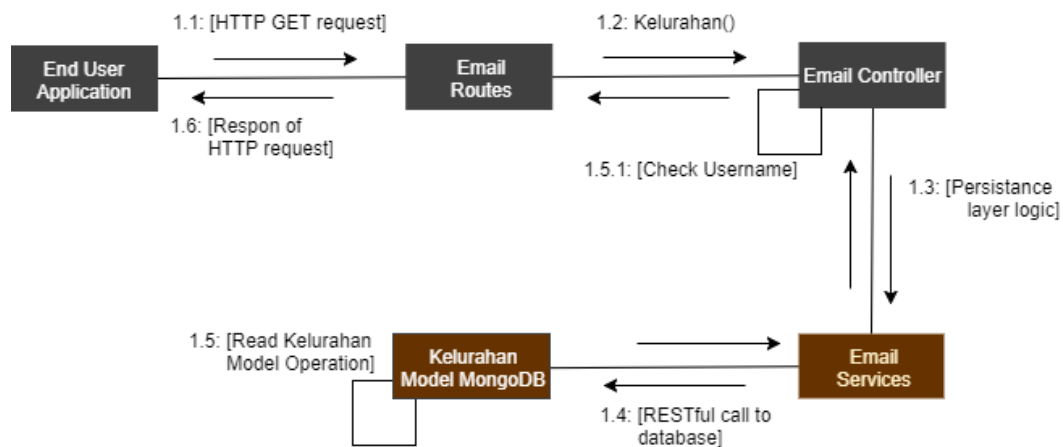 1.1: [HTTP GET request]
1.2: Kelurahan()
End User
Application
Email
Routes
Email Controller
1.6: [Respon of
HTTP request]
1.5.1: [Check Username]
1.3: [Persistance
layer logic]
1.5: [Read Kelurahan
Model Operation]
Kelurahan
Model MongoDB
Email
Services
1.4: [RESTful call to
database]